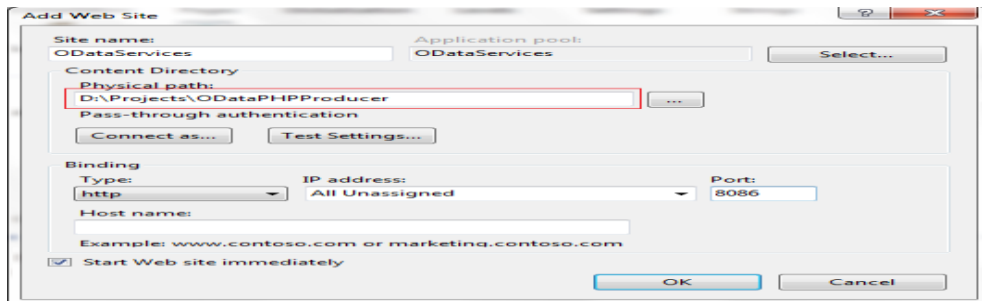 Add Web Site
Site name: Application pool:
ODataServices ODataServices Select...
Content Directory
Physical path:
D:\Projects\ODataPHPProducer ...
Pass-through authentication
Connect as... Test Settings...
Binding
Type: IP address: Port:
http All Unassigned 8086
Host name:
Example: www.contoso.com or marketing.contoso.com
Start Web site immediately
OK Cancel